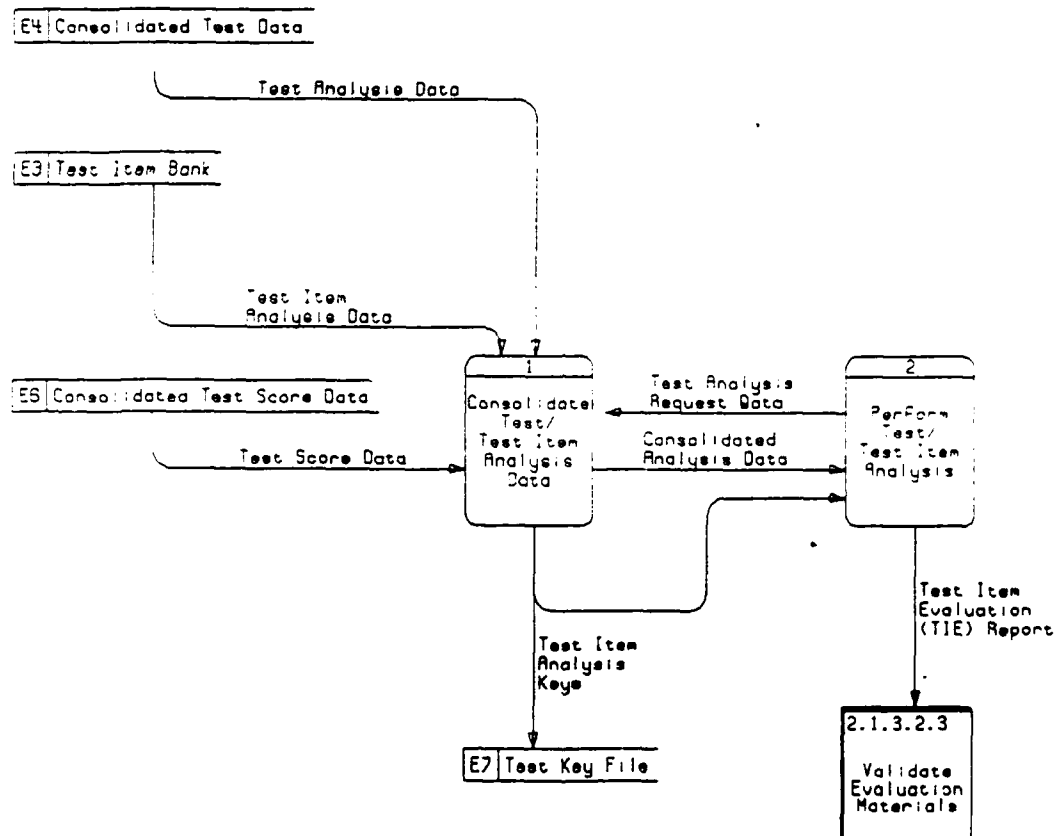 E4 Consolidated Test Data
Test Analysis Data
E3 Test Item Bank
Test Item
Analysis Data
E6 Consolidated Test Score Data
Test Score Data
1
Consolidate
Test/
Test Item
Analysis
Data
Test Analysis
Request Data
Consolidated
Analysis Data
2
Perform
Test/
Test Item
Analysis
Test Item
Evaluation
(TIE) Report
Test Item
Analysis
Keys
E7 Test Key File
2.1.3.2.3
Validate
Evaluation
Materials